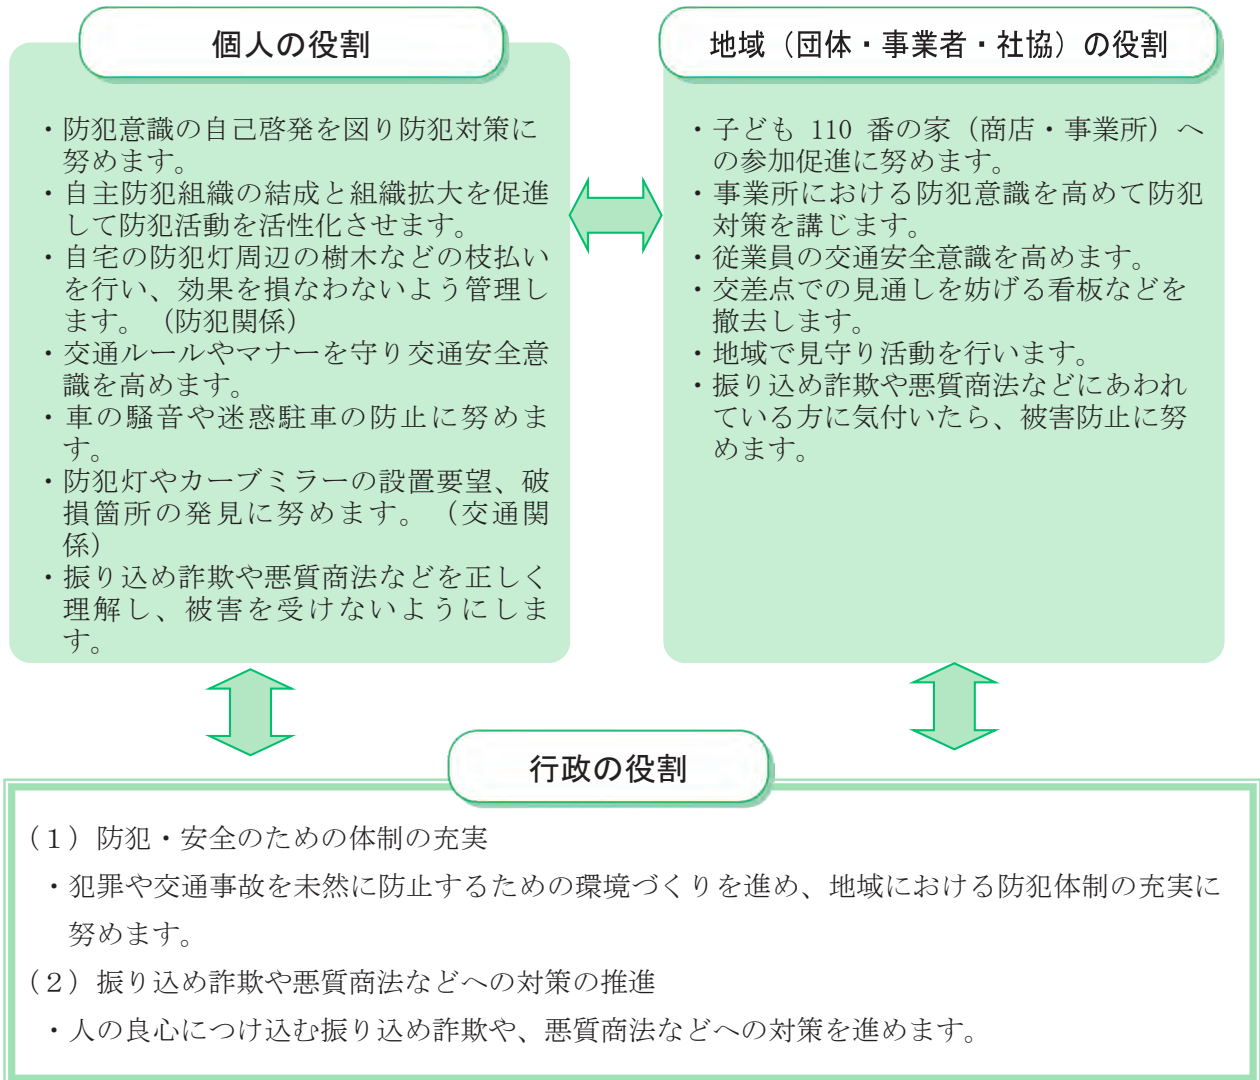 個人の役割
・防犯意識の自己啓発を図り防犯対策に
努めます。
・自主防犯組織の結成と組織拡大を促進
して防犯活動を活性化させます。
・自宅の防犯灯周辺の樹木などの枝払い
を行い、効果を損なわないよう管理し
ます。（防犯関係）
・交通ルールやマナーを守り交通安全意
識を高めます。
・車の騒音や迷惑駐車の防止に努めま
す。
・防犯灯やカーブミラーの設置要望、破
損箇所の発見に努めます。（交通関
係）
・振り込め詐欺や悪質商法などを正しく
理解し、被害を受けないようにしま
す。
地域（団体・事業者・社協）の役割
・子ども 110 番の家（商店・事業所）へ
の参加促進に努めます。
・事業所における防犯意識を高めて防犯
対策を講じます。
・従業員の交通安全意識を高めます。
・交差点での見通しを妨げる看板などを
撤去します。
・地域で見守り活動を行います。
・振り込め詐欺や悪質商法などにあわれ
ている方に気付いたら、被害防止に努
めます。
行政の役割
（１）防犯・安全のための体制の充実
・犯罪や交通事故を未然に防止するための環境づくりを進め、地域における防犯体制の充実に
努めます。
（２）振り込め詐欺や悪質商法などへの対策の推進
・人の良心につけ込む振り込め詐欺や、悪質商法などへの対策を進めます。